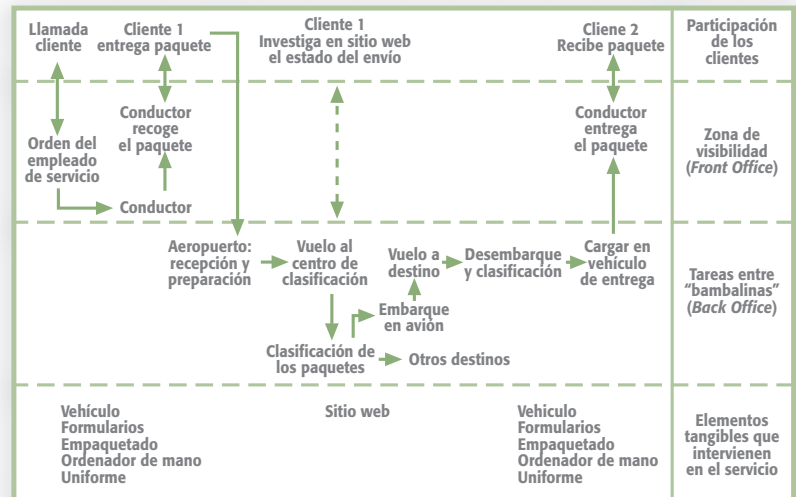 Llamada
cliente
Cliente 1
entrega paquete
Cliente 1
Investiga en sitio web
el estado del envío
Cliene 2
Recibe paquete
Participación
de los
clientes
Orden del
empleado
de servicio
Conductor
recoge
el paquete
Conductor
Conductor
entrega
el paquete
Zona de
visibilidad
(Front Office)
Aeropuerto:
recepción y
preparación
Vuelo al
centro de
clasificación
Vuelo a
destino
Desembarque
y clasificación
Cargar en
vehículo
de entrega
Embarque
en avión
Clasificación de
los paquetes
Otros destinos
Tareas entre
“bambalinas”
(Back Office)
Vehículo
Formularios
Empaquetado
Ordenador de mano
Uniforme
Sitio web
Vehiculo
Formularios
Empaquetado
Ordenador de mano
Uniforme
Elementos
tangibles que
intervienen
en el servicio